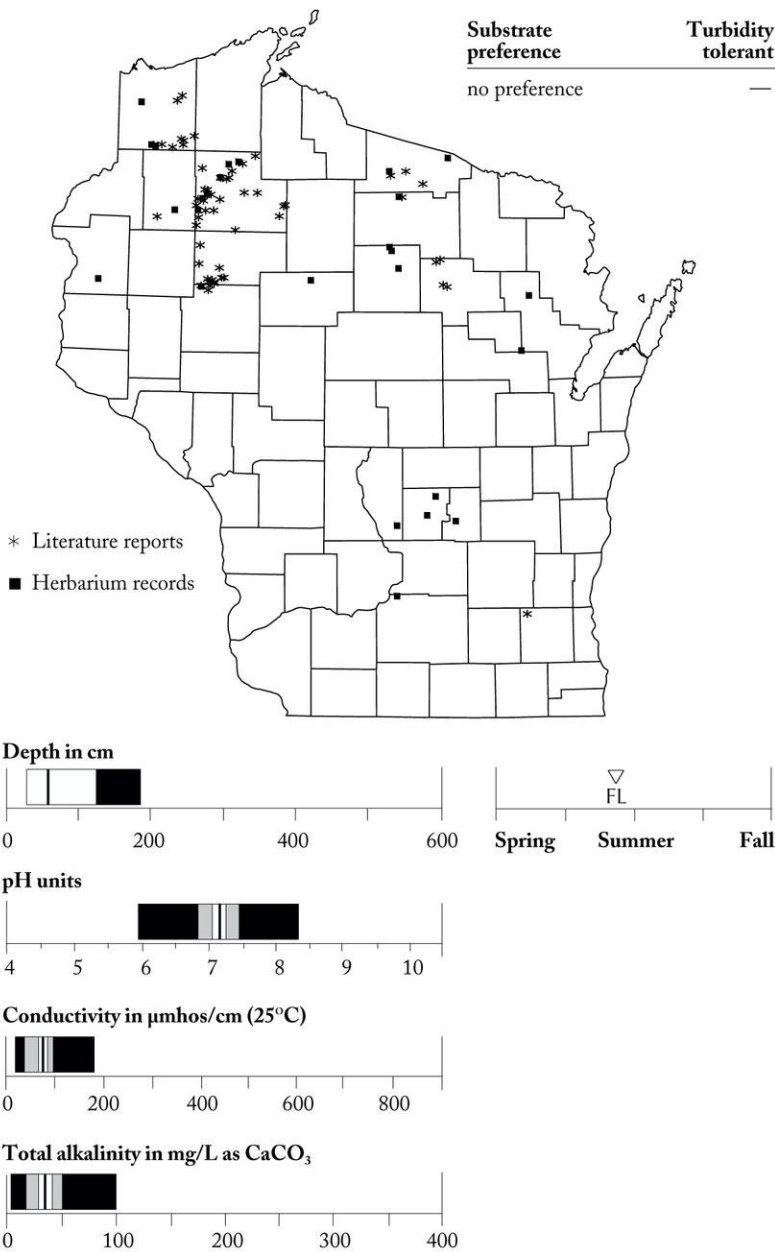 Substrate preference
Turbidity tolerant
no preference
—
* Literature reports
■ Herbarium records
Depth in cm
0 200 400 600
FL
Spring Summer Fall
pH units
4 5 6 7 8 9 10
Conductivity in µmhos/cm (25°C)
0 200 400 600 800
Total alkalinity in mg/L as CaCO₃
0 100 200 300 400